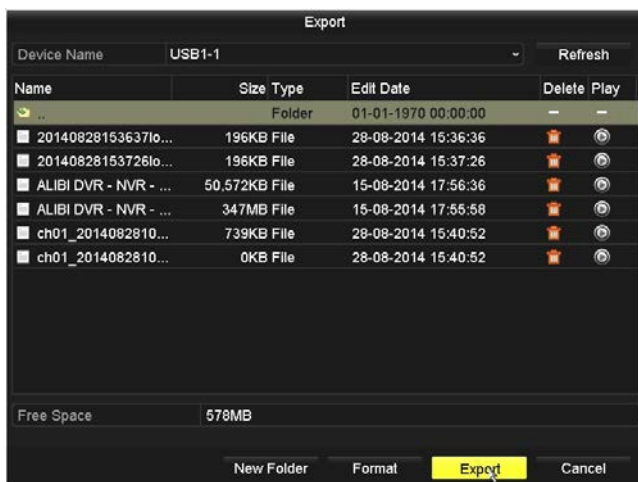 Export
Device Name USB1-1 Refresh
Name Size Type Edit Date Delete Play
.. Folder 01-01-1970 00:00:00 – –
20140828153637lo... 196KB File 28-08-2014 15:36:36
20140828153726lo... 196KB File 28-08-2014 15:37:26
ALIBI DVR - NVR - ... 50,572KB File 15-08-2014 17:56:36
ALIBI DVR - NVR - ... 347MB File 15-08-2014 17:55:58
ch01_2014082810... 739KB File 28-08-2014 15:40:52
ch01_2014082810... 0KB File 28-08-2014 15:40:52
Free Space 578MB
New Folder Format Export Cancel